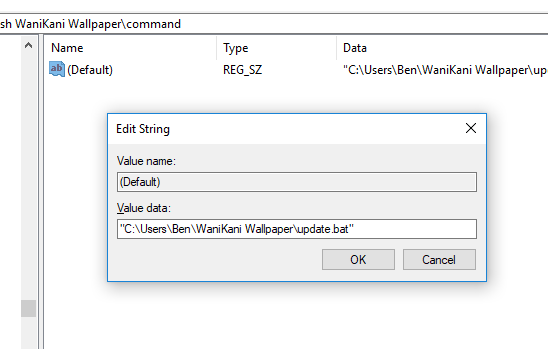 sh WaniKani Wallpaper\command
Name Type Data
(Default) REG_SZ "C:\Users\Ben\WaniKani Wallpaper\up
Edit String
Value name:
(Default)
Value data:
"C:\Users\Ben\WaniKani Wallpaper\update.bat"
OK Cancel